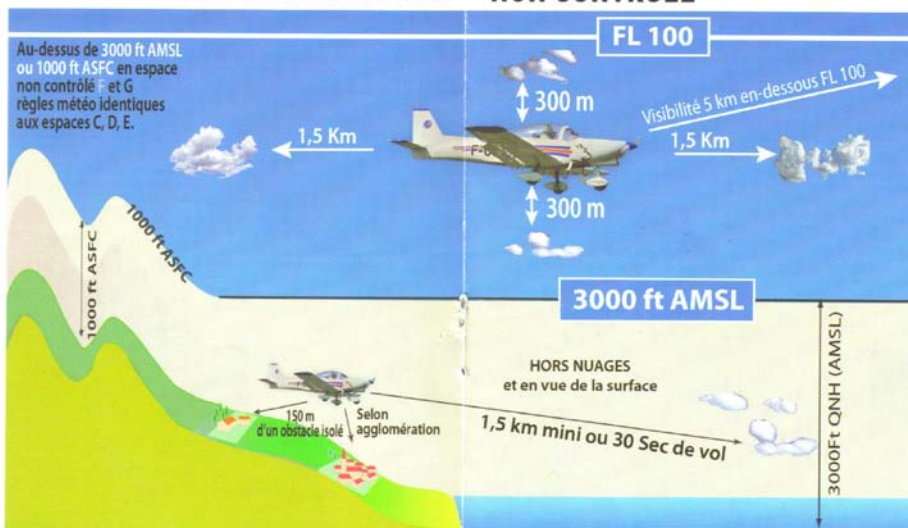 NON CONTRÔLÉ
FL 100
Au-dessus de 3000 ft AMSL
ou 1000 ft ASFC en espace
non contrôlé F et G
règles météo identiques
aux espaces C, D, E.
300 m
Visibilité 5 km en-dessous FL 100
1,5 Km
1,5 Km
300 m
1000 ft ASFC
1000 ft ASFC
3000 ft AMSL
HORS NUAGES
et en vue de la surface
150 m
d'un obstacle isolé
Selon
agglomération
1,5 km mini ou 30 Sec de vol
3000Ft QNH (AMSL)